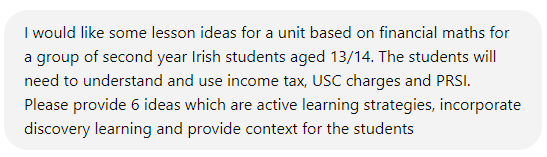 I would like some lesson ideas for a unit based on financial maths for
a group of second year Irish students aged 13/14. The students will
need to understand and use income tax, USC charges and PRSI.
Please provide 6 ideas which are active learning strategies, incorporate
discovery learning and provide context for the students